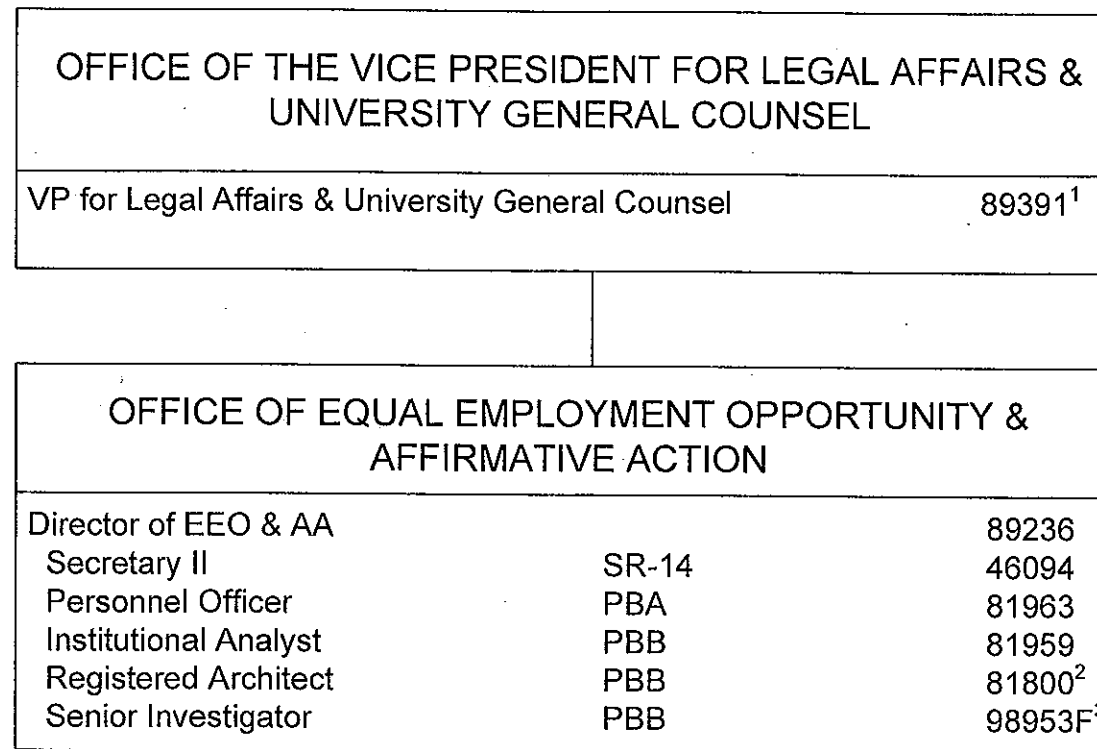 OFFICE OF THE VICE PRESIDENT FOR LEGAL AFFAIRS &
UNIVERSITY GENERAL COUNSEL
VP for Legal Affairs & University General Counsel 89391¹
OFFICE OF EQUAL EMPLOYMENT OPPORTUNITY &
AFFIRMATIVE ACTION
Director of EEO & AA 89236
Secretary II SR-14 46094
Personnel Officer PBA 81963
Institutional Analyst PBB 81959
Registered Architect PBB 81800²
Senior Investigator PBB 98953F